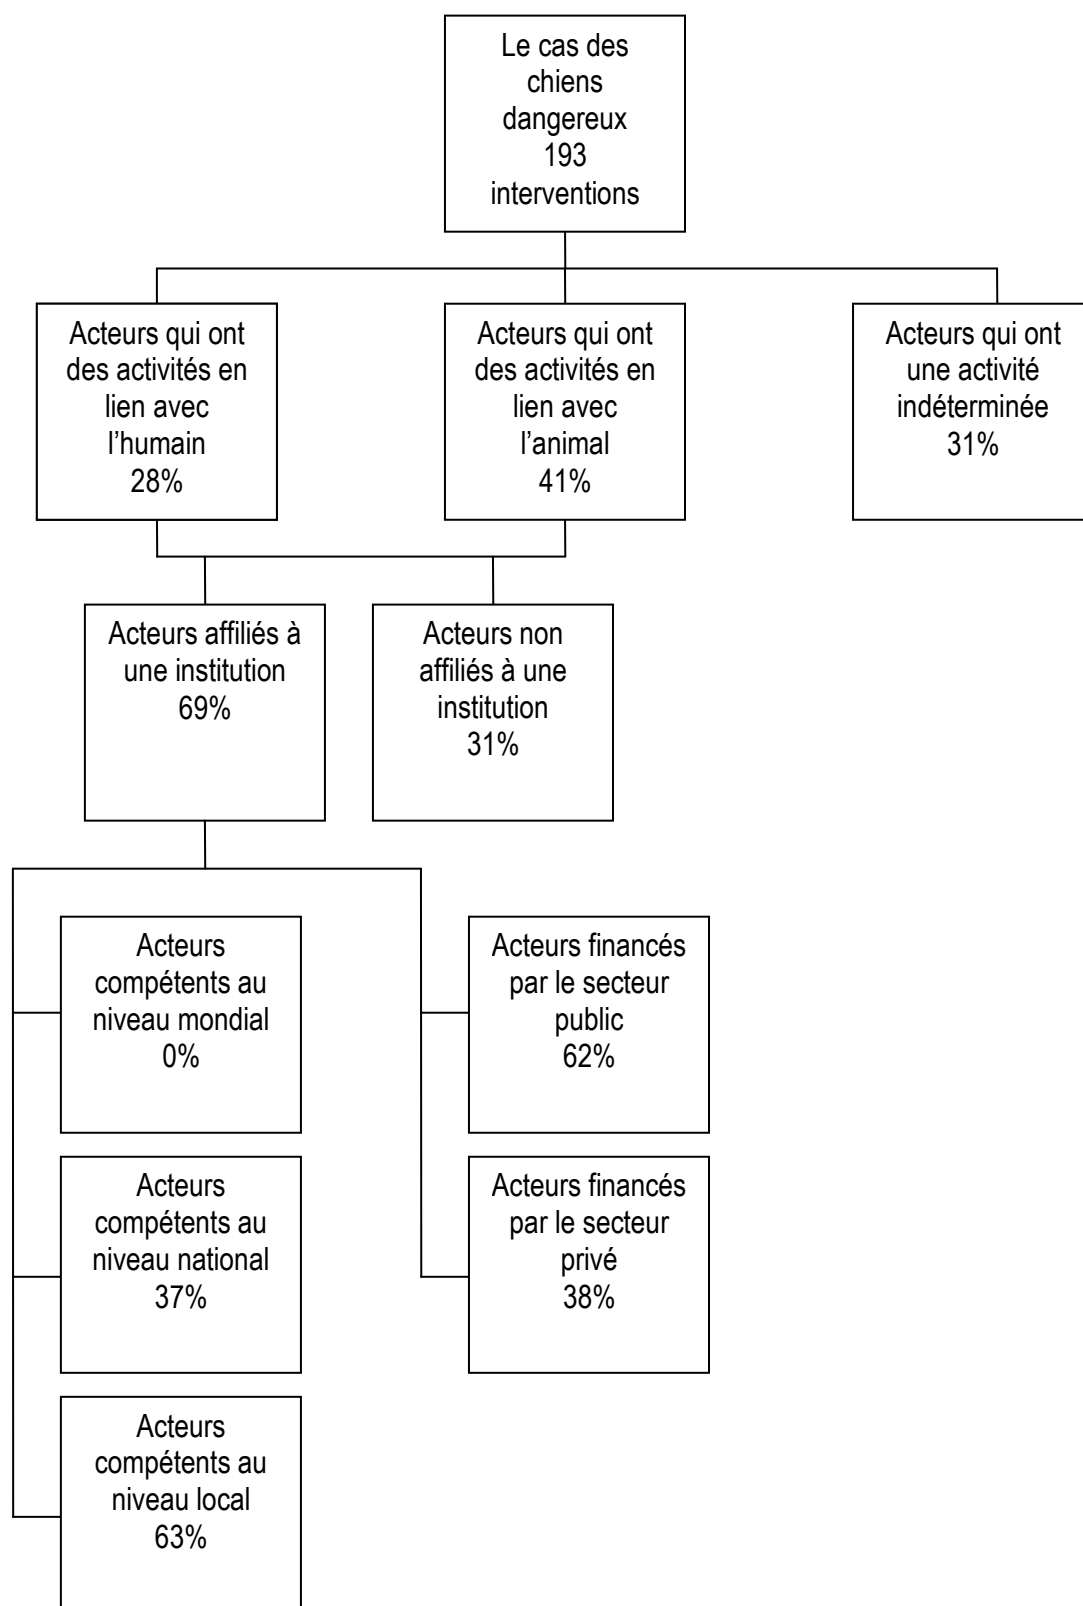 Le cas des
chiens
dangereux
193
interventions
Acteurs qui ont
des activités en
lien avec
l’humain
28%
Acteurs qui ont
des activités en
lien avec
l’animal
41%
Acteurs qui ont
une activité
indéterminée
31%
Acteurs affiliés à
une institution
69%
Acteurs non
affiliés à une
institution
31%
Acteurs
compétents au
niveau mondial
0%
Acteurs financés
par le secteur
public
62%
Acteurs
compétents au
niveau national
37%
Acteurs financés
par le secteur
privé
38%
Acteurs
compétents au
niveau local
63%